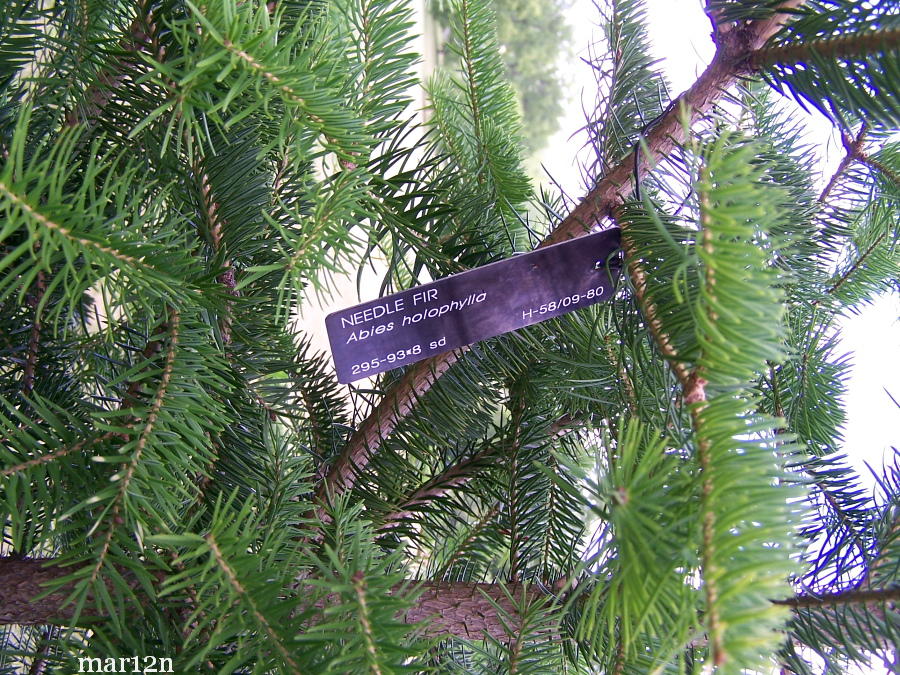 NEEDLE FIR
Abies holophylla
H-58/09-80
295-93*8 sd
mar12n